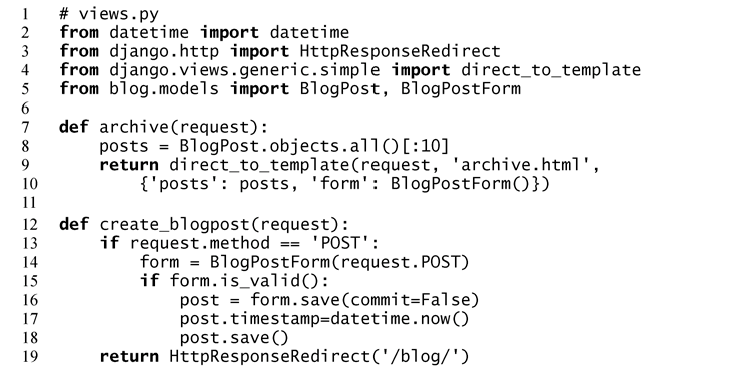 1 # views.py
2 from datetime import datetime
3 from django.http import HttpResponseRedirect
4 from django.views.generic.simple import direct_to_template
5 from blog.models import BlogPost, BlogPostForm
6
7 def archive(request):
8     posts = BlogPost.objects.all()[:10]
9     return direct_to_template(request, 'archive.html',
10         {'posts': posts, 'form': BlogPostForm()})
11
12 def create_blogpost(request):
13     if request.method == 'POST':
14         form = BlogPostForm(request.POST)
15         if form.is_valid():
16             post = form.save(commit=False)
17             post.timestamp=datetime.now()
18             post.save()
19     return HttpResponseRedirect('/blog/')